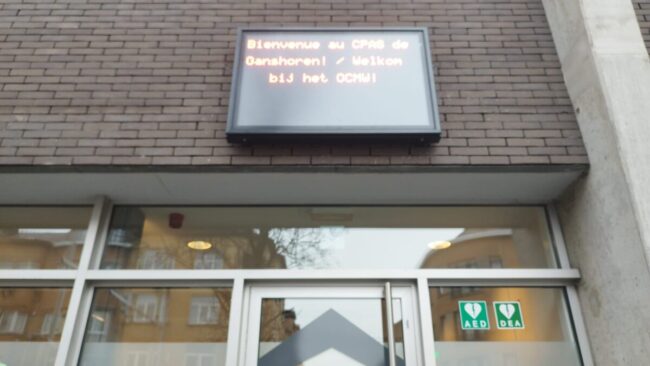 Bienvenue au CPAS de
Ganshoren! / Welkom
bij het OCMW!
AED
DEA